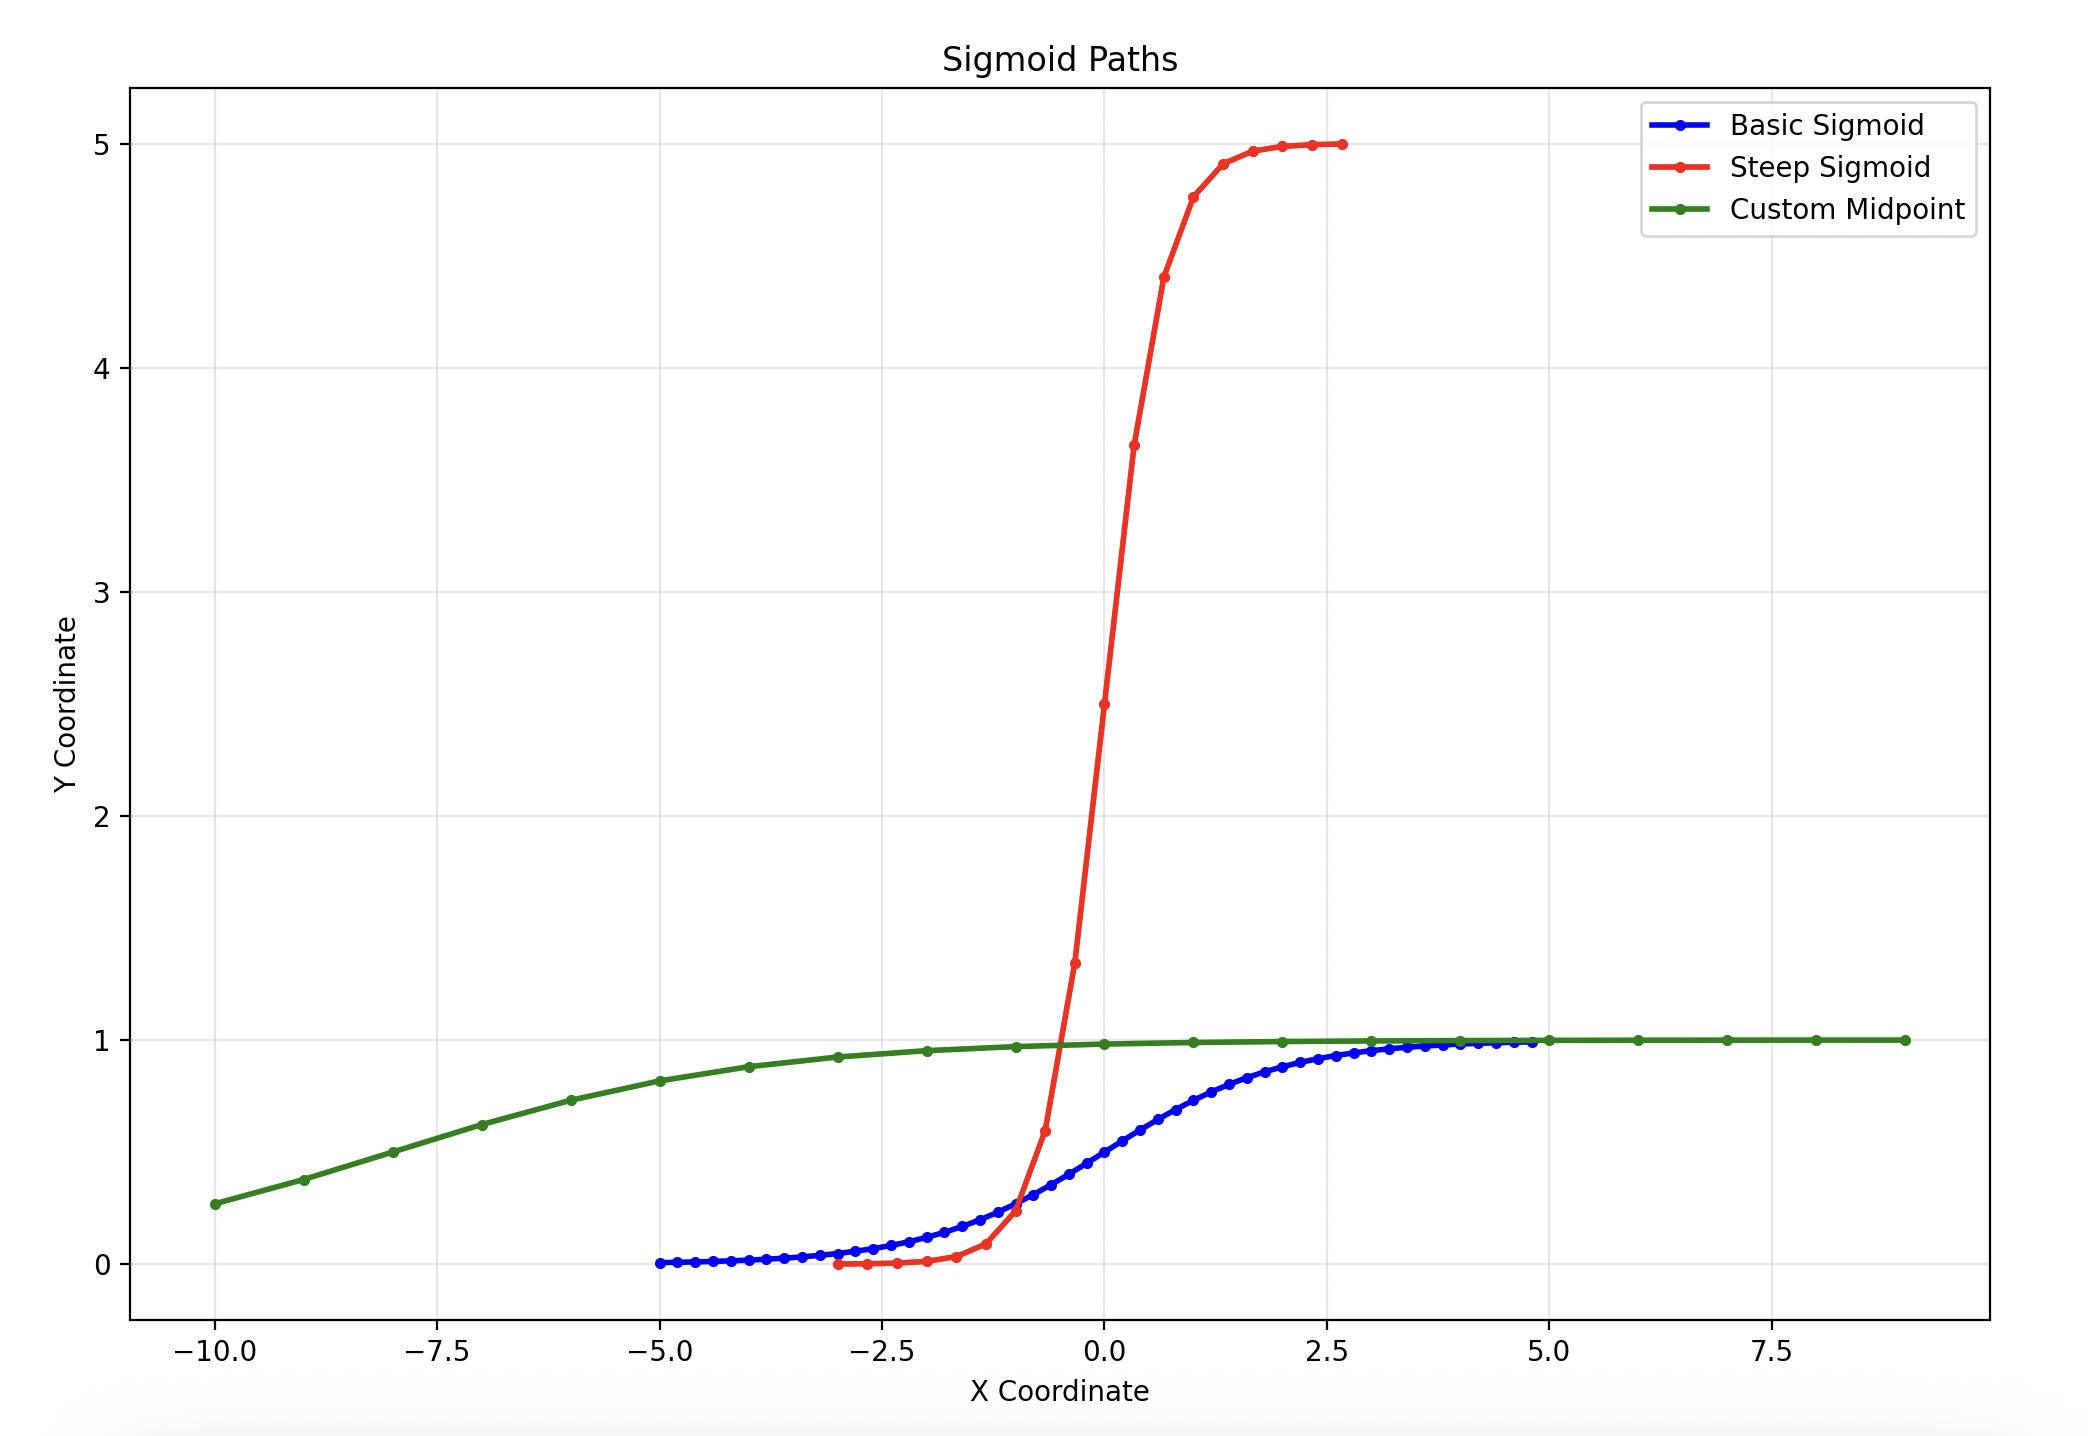 Sigmoid Paths
Basic Sigmoid
Steep Sigmoid
Custom Midpoint
5
4
3
2
1
0
Y Coordinate
−10.0
−7.5
−5.0
−2.5
0.0
2.5
5.0
7.5
X Coordinate